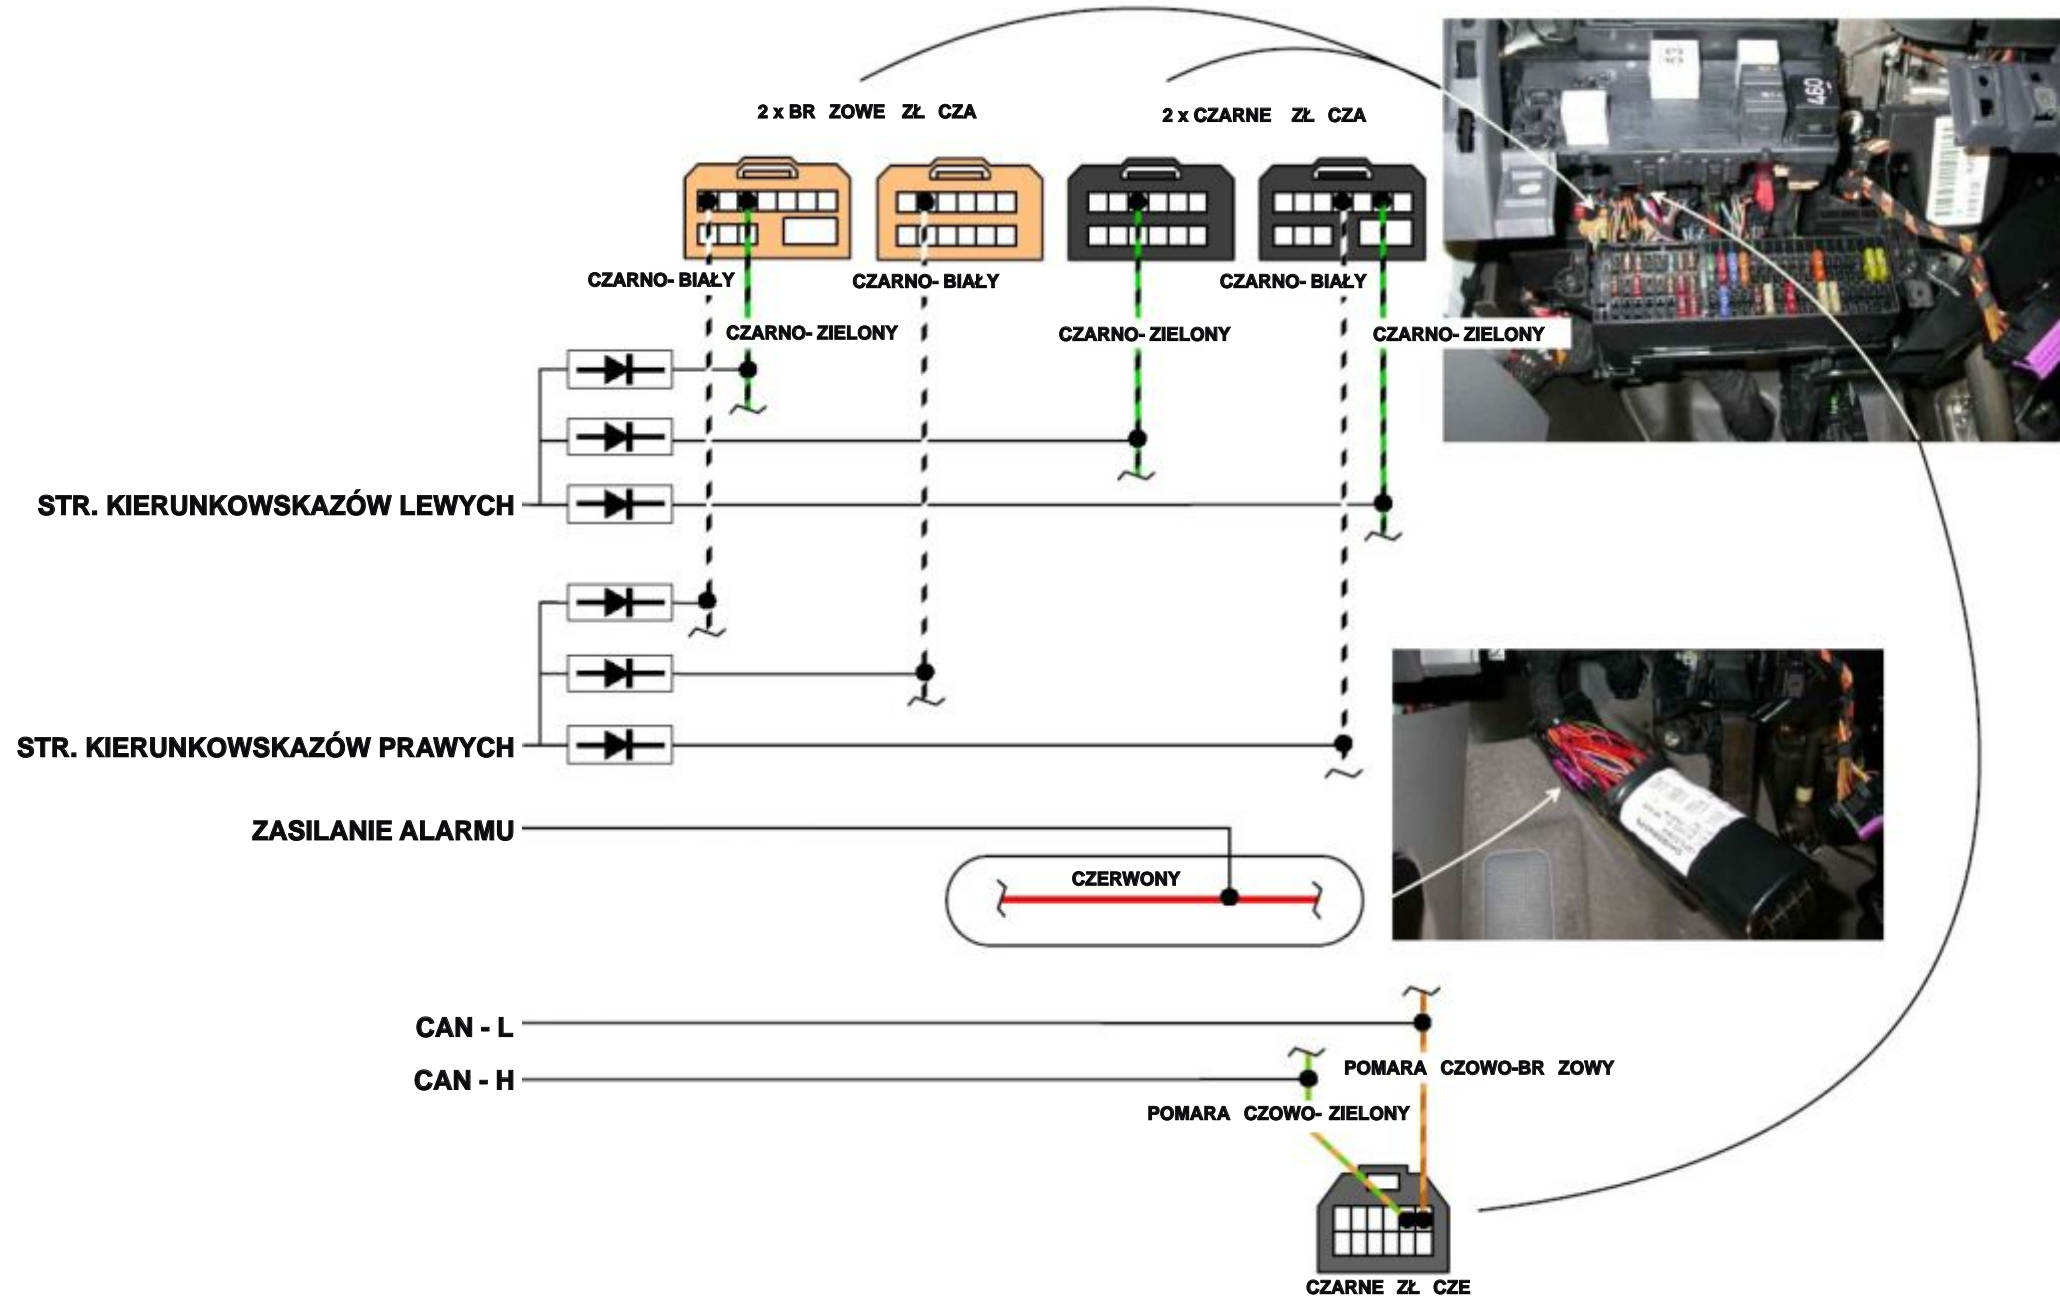 2 x BR ZOWE ZŁ CZA
2 x CZARNE ZŁ CZA
460
CZARNO- BIAŁY
CZARNO- BIAŁY
CZARNO- BIAŁY
CZARNO- ZIELONY
CZARNO- ZIELONY
CZARNO- ZIELONY
STR. KIERUNKOWSKAZÓW LEWYCH
STR. KIERUNKOWSKAZÓW PRAWYCH
ZASILANIE ALARMU
CZERWONY
CAN - L
POMARA CZOWO-BR ZOWY
CAN - H
POMARA CZOWO- ZIELONY
CZARNE ZŁ CZE